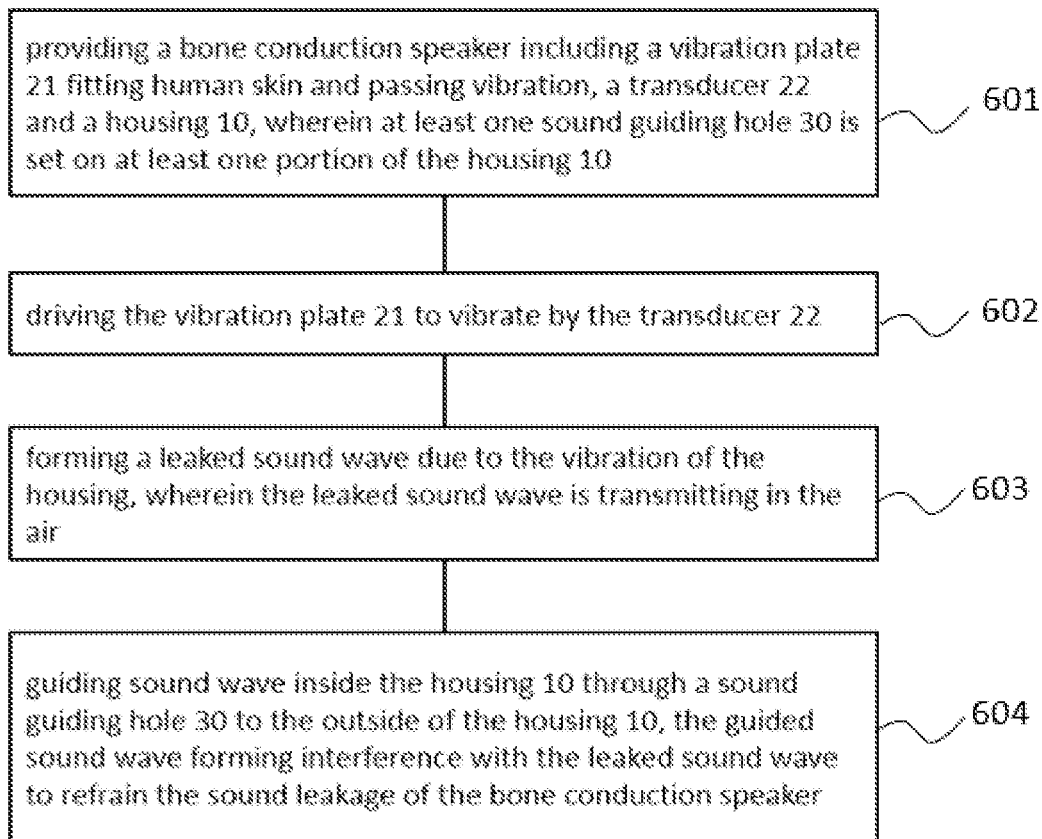 providing a bone conduction speaker including a vibration plate
21 fitting human skin and passing vibration, a transducer 22
and a housing 10, wherein at least one sound guiding hole 30 is
set on at least one portion of the housing 10
601
driving the vibration plate 21 to vibrate by the transducer 22
602
forming a leaked sound wave due to the vibration of the
housing, wherein the leaked sound wave is transmitting in the
air
603
guiding sound wave inside the housing 10 through a sound
guiding hole 30 to the outside of the housing 10, the guided
sound wave forming interference with the leaked sound wave
to refrain the sound leakage of the bone conduction speaker
604